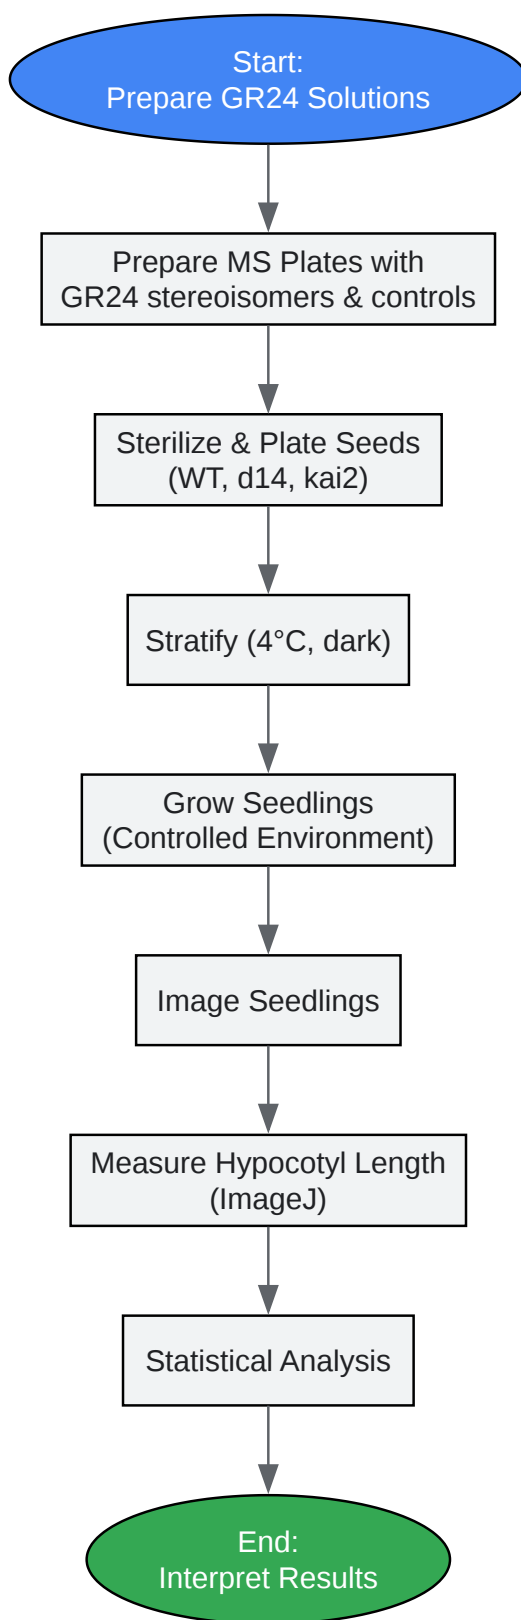 Start:
Prepare GR24 Solutions
Prepare MS Plates with
GR24 stereoisomers & controls
Sterilize & Plate Seeds
(WT, d14, kai2)
Stratify (4°C, dark)
Grow Seedlings
(Controlled Environment)
Image Seedlings
Measure Hypocotyl Length
(ImageJ)
Statistical Analysis
End:
Interpret Results